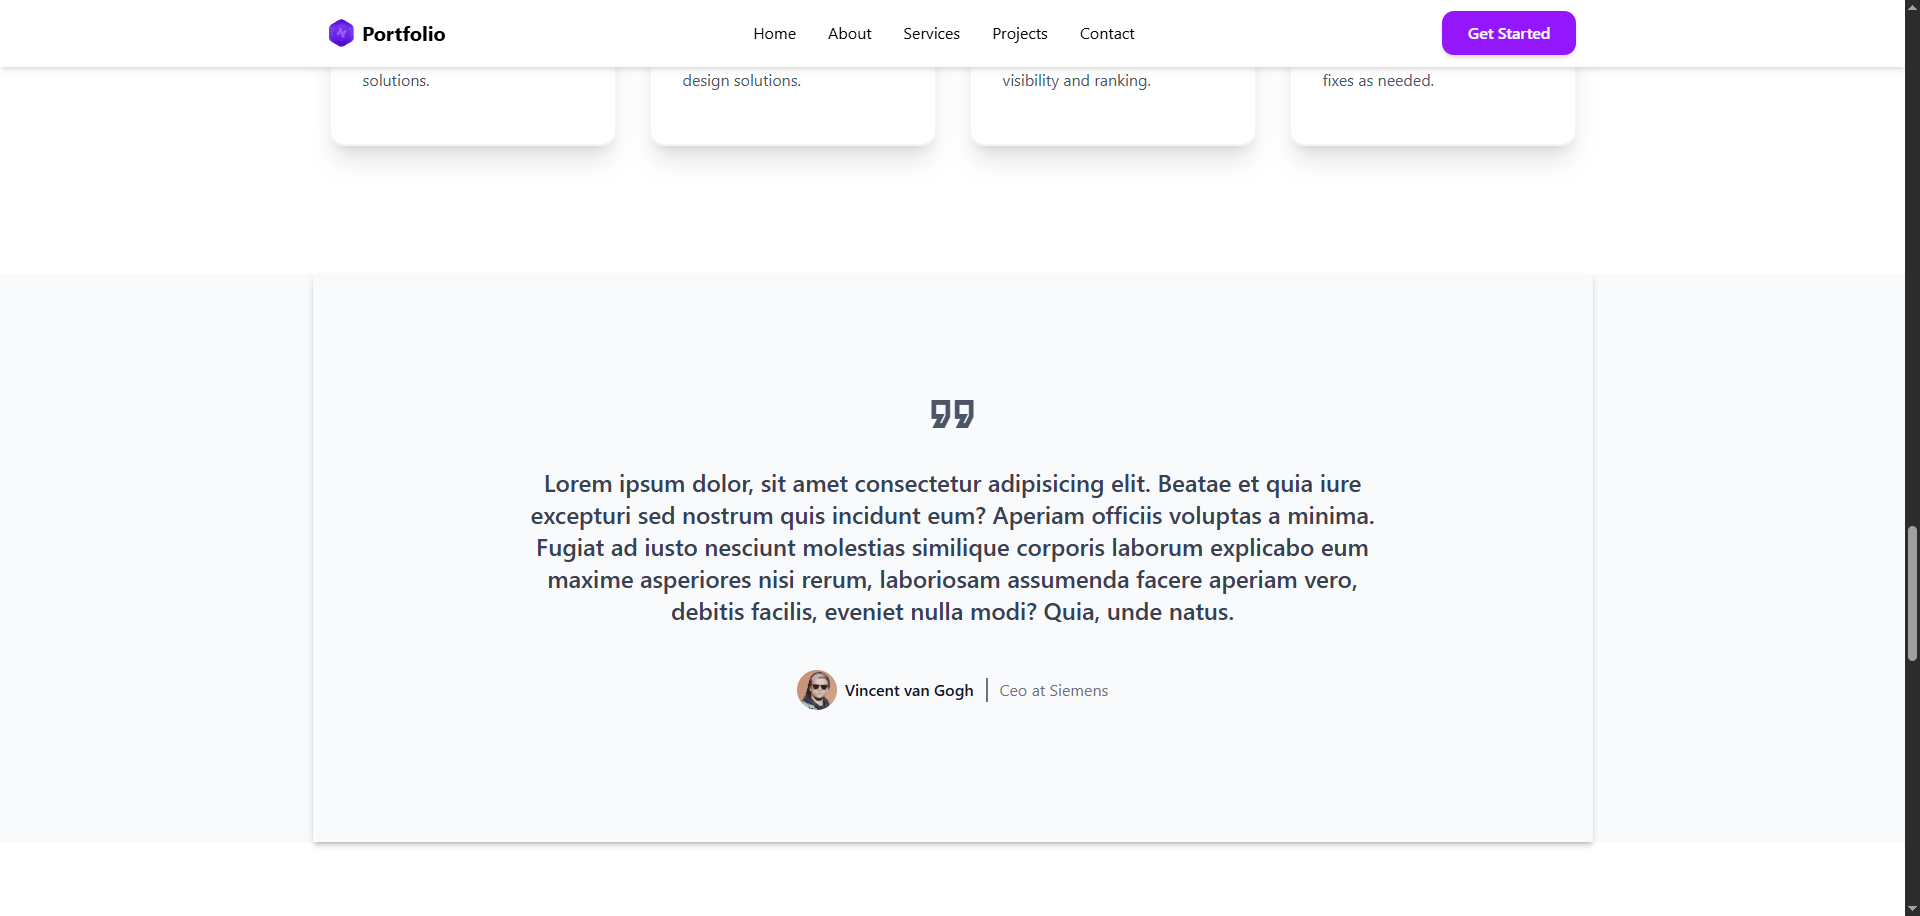 Portfolio
Home
About
Services
Projects
Contact
Get Started
solutions.
design solutions.
visibility and ranking.
fixes as needed.
Lorem ipsum dolor, sit amet consectetur adipisicing elit. Beatae et quia iure
excepturi sed nostrum quis incidunt eum? Aperiam officiis voluptas a minima.
Fugiat ad iusto nesciunt molestias similique corporis laborum explicabo eum
maxime asperiores nisi rerum, laboriosam assumenda facere aperiam vero,
debitis facilis, eveniet nulla modi? Quia, unde natus.
Vincent van Gogh
Ceo at Siemens